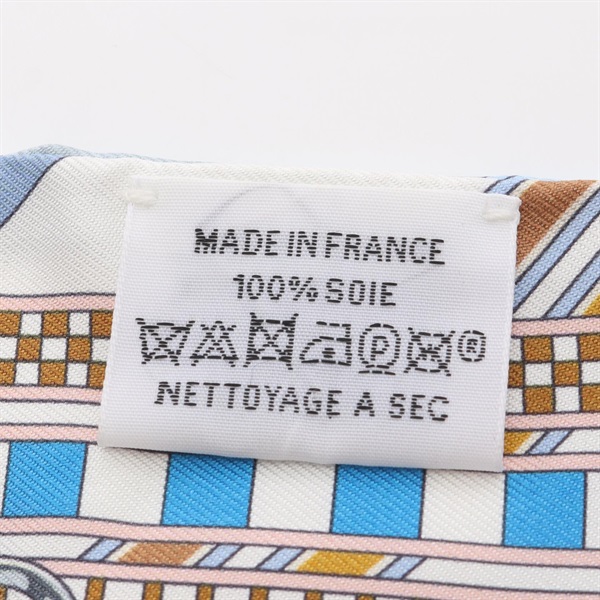 MADE IN FRANCE
100% SOIE
P ®
NETTOYAGE A SEC